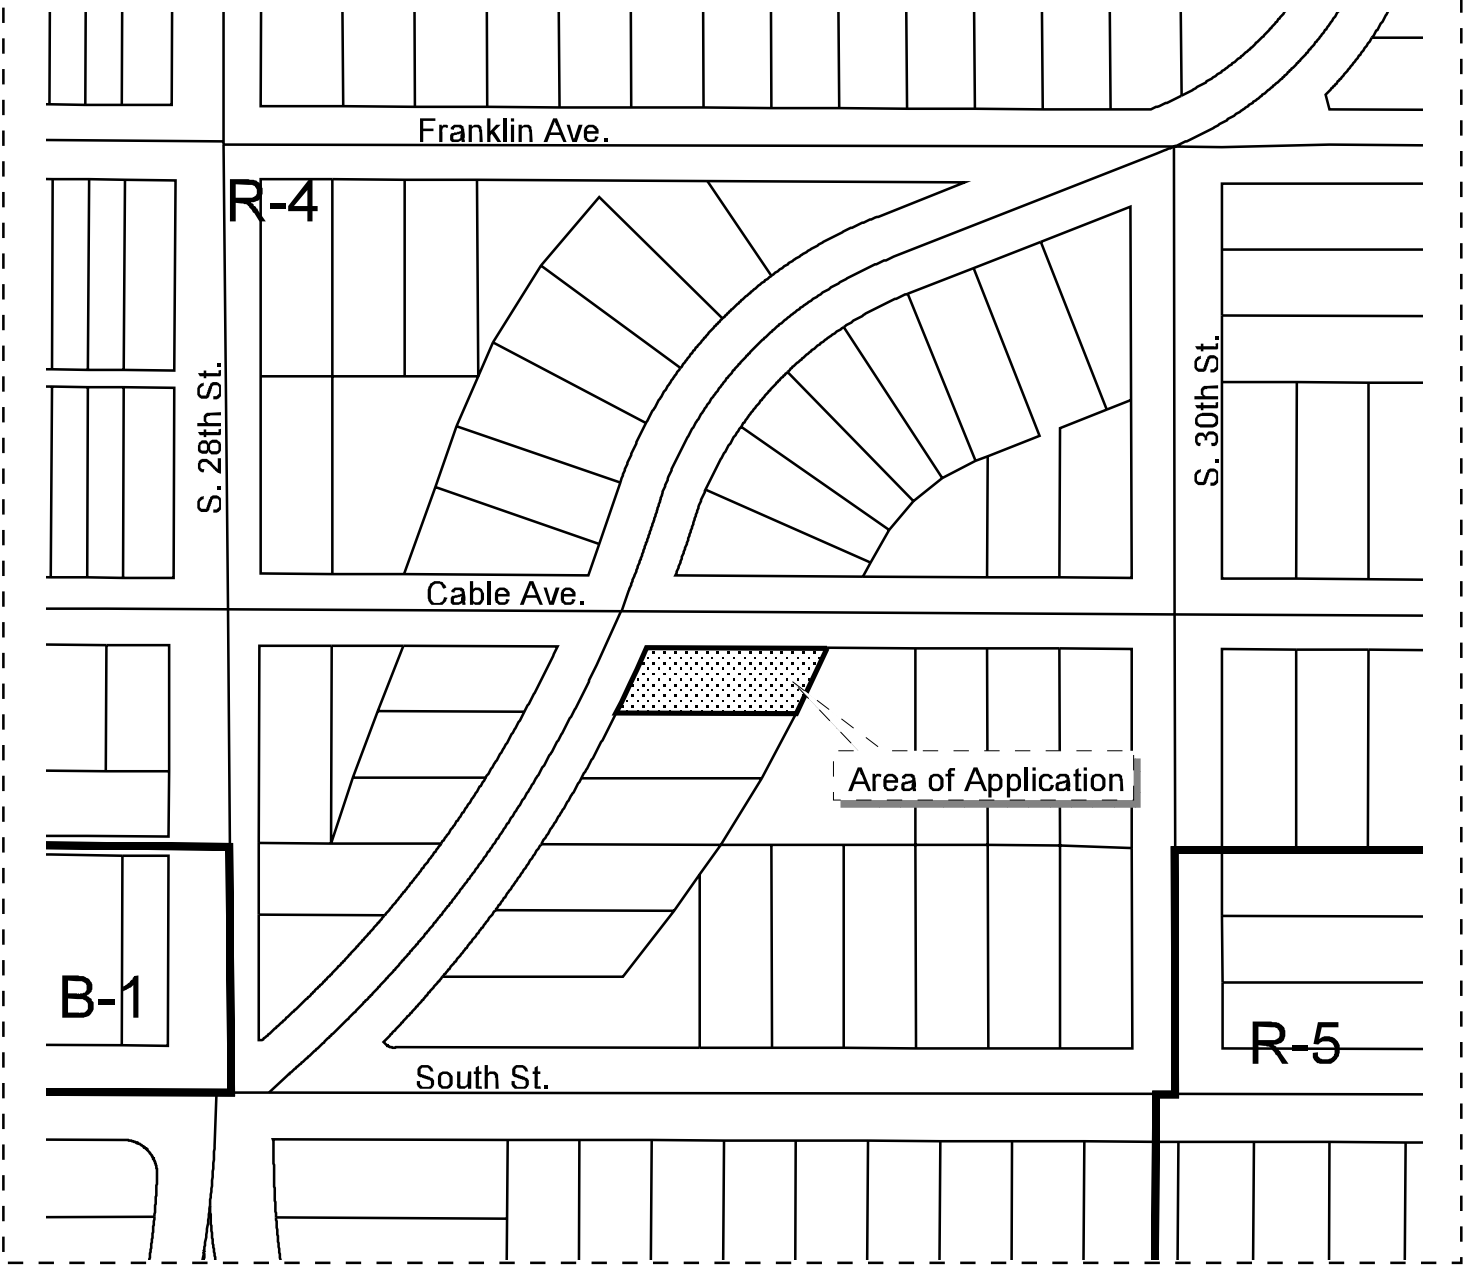 Franklin Ave.
R-4
S. 28th St.
S. 30th St.
Cable Ave.
Area of Application
B-1
R-5
South St.